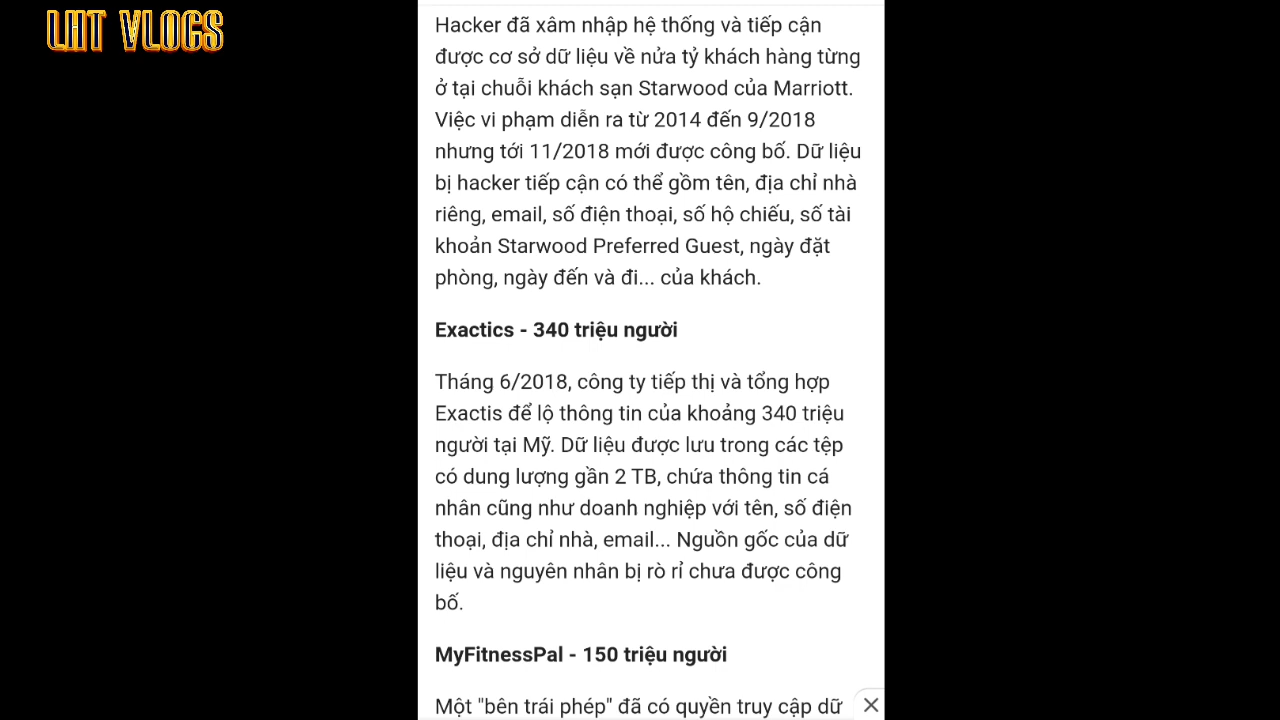 LHT VLOGS
Hacker đã xâm nhập hệ thống và tiếp cận
được cơ sở dữ liệu về nửa tỷ khách hàng từng
ở tại chuỗi khách sạn Starwood của Marriott.
Việc vi phạm diễn ra từ 2014 đến 9/2018
nhưng tới 11/2018 mới được công bố. Dữ liệu
bị hacker tiếp cận có thể gồm tên, địa chỉ nhà
riêng, email, số điện thoại, số hộ chiếu, số tài
khoản Starwood Preferred Guest, ngày đặt
phòng, ngày đến và đi... của khách.
Exactics - 340 triệu người
Tháng 6/2018, công ty tiếp thị và tổng hợp
Exactis để lộ thông tin của khoảng 340 triệu
người tại Mỹ. Dữ liệu được lưu trong các tệp
có dung lượng gần 2 TB, chứa thông tin cá
nhân cũng như doanh nghiệp với tên, số điện
thoại, địa chỉ nhà, email... Nguồn gốc của dữ
liệu và nguyên nhân bị rò rỉ chưa được công
bố.
MyFitnessPal - 150 triệu người
Một "bên trái phép" đã có quyền truy cập dữ